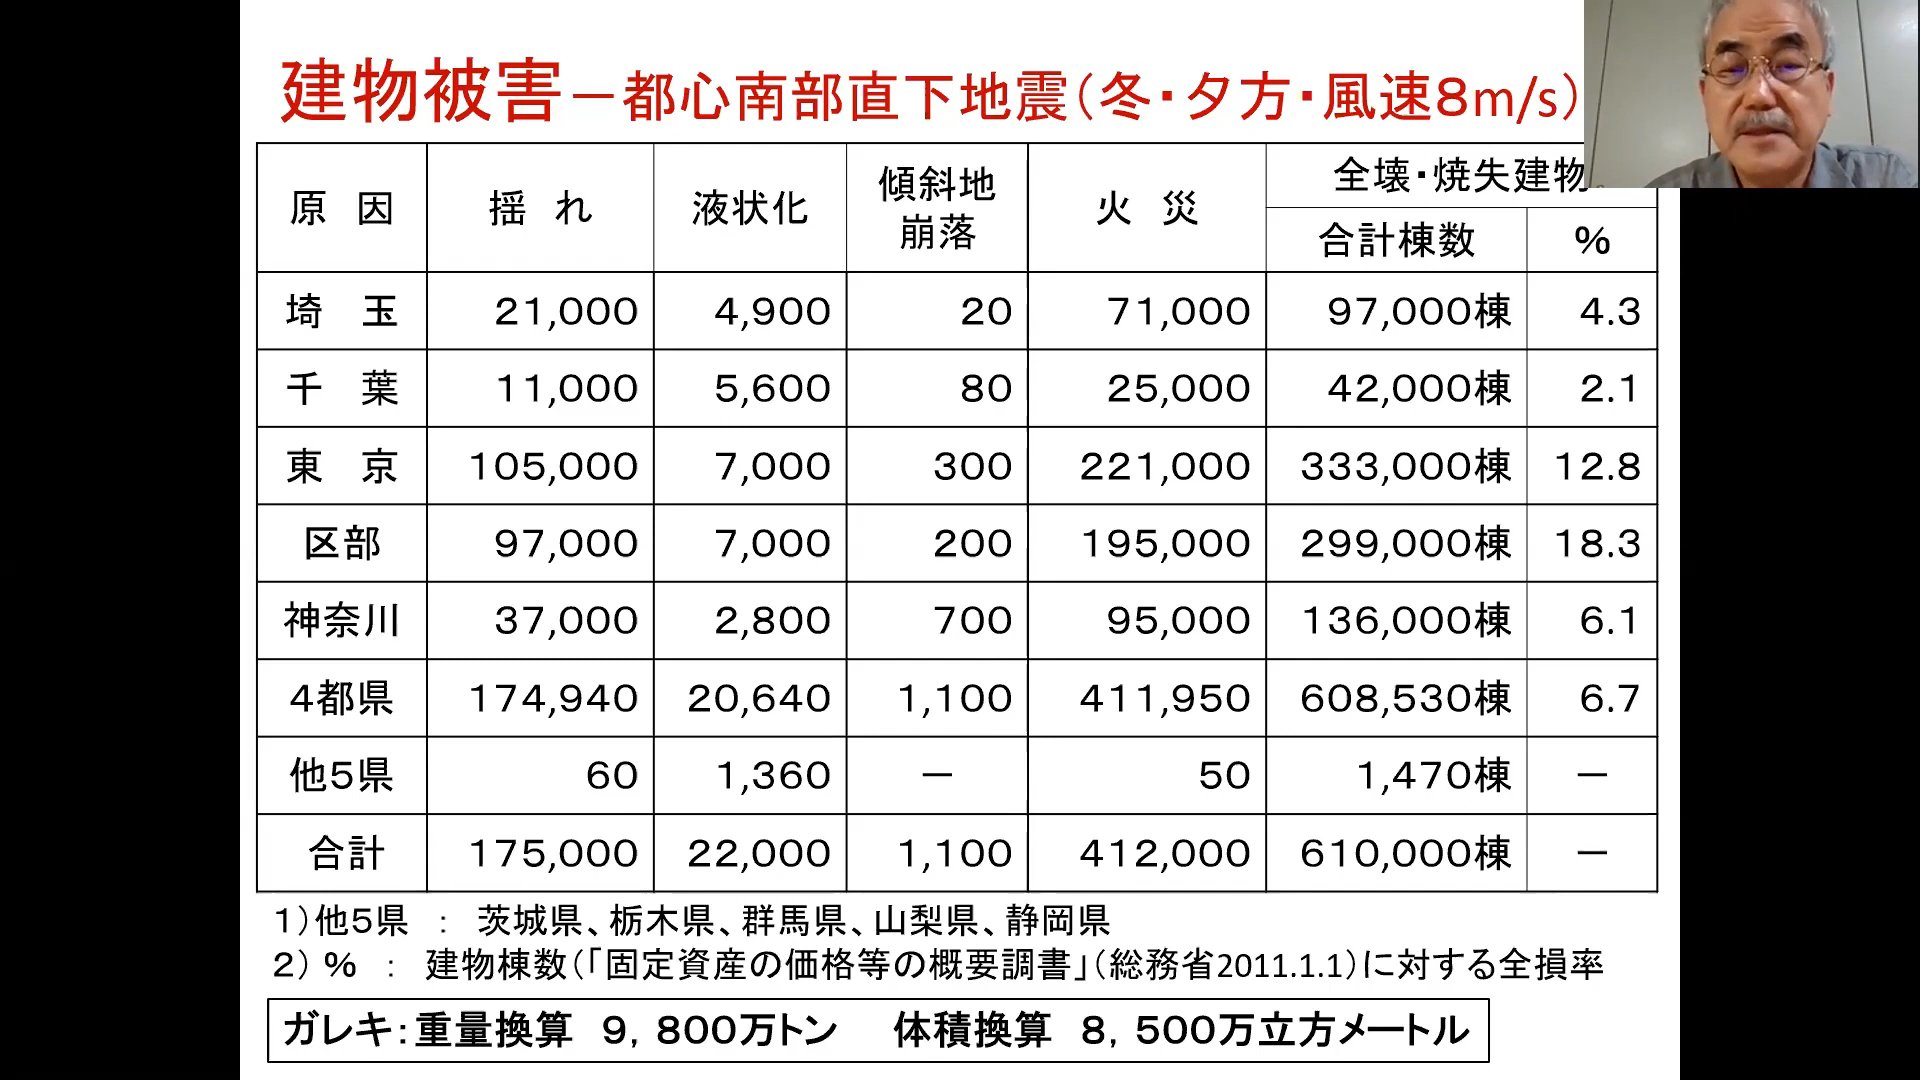 建物被害－都心南部直下地震（冬・夕方・風速８m/s）
原　因 揺　れ 液状化 傾斜地崩落 火　災 全壊・焼失建物
合計棟数 ％
埼　玉 21,000 4,900 20 71,000 97,000棟 4.3
千　葉 11,000 5,600 80 25,000 42,000棟 2.1
東　京 105,000 7,000 300 221,000 333,000棟 12.8
区部 97,000 7,000 200 195,000 299,000棟 18.3
神奈川 37,000 2,800 700 95,000 136,000棟 6.1
４都県 174,940 20,640 1,100 411,950 608,530棟 6.7
他５県 60 1,360 － 50 1,470棟 －
合計 175,000 22,000 1,100 412,000 610,000棟 －
１）他５県　：　茨城県、栃木県、群馬県、山梨県、静岡県
２）％　：　建物棟数（「固定資産の価格等の概要調書」（総務省2011.1.1）に対する全損率
ガレキ：重量換算　９，８００万トン　　体積換算　８，５００万立方メートル